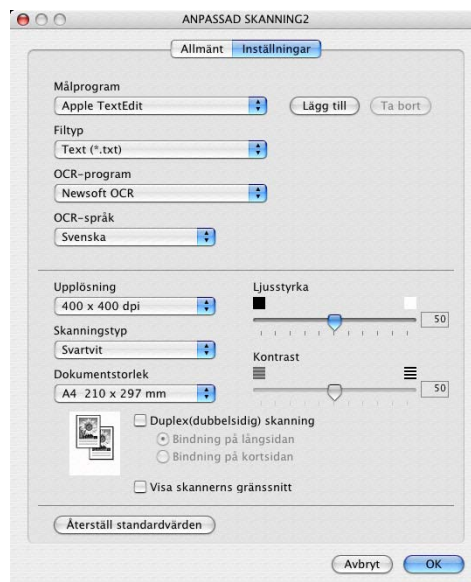 ANPASSAD SKANNING2
Allmänt Inställningar
Målprogram
Apple TextEdit Lägg till Ta bort
Filtyp
Text (*.txt)
OCR-program
Newsoft OCR
OCR-språk
Svenska
Upplösning Ljusstyrka
400 x 400 dpi 50
Skanningstyp
Svartvit Kontrast
Dokumentstorlek
A4 210 x 297 mm 50
Duplex(dubbelsidig) skanning
Bindning på långsidan
Bindning på kortsidan
Visa skannerns gränssnitt
Återställ standardvärden
Avbryt OK